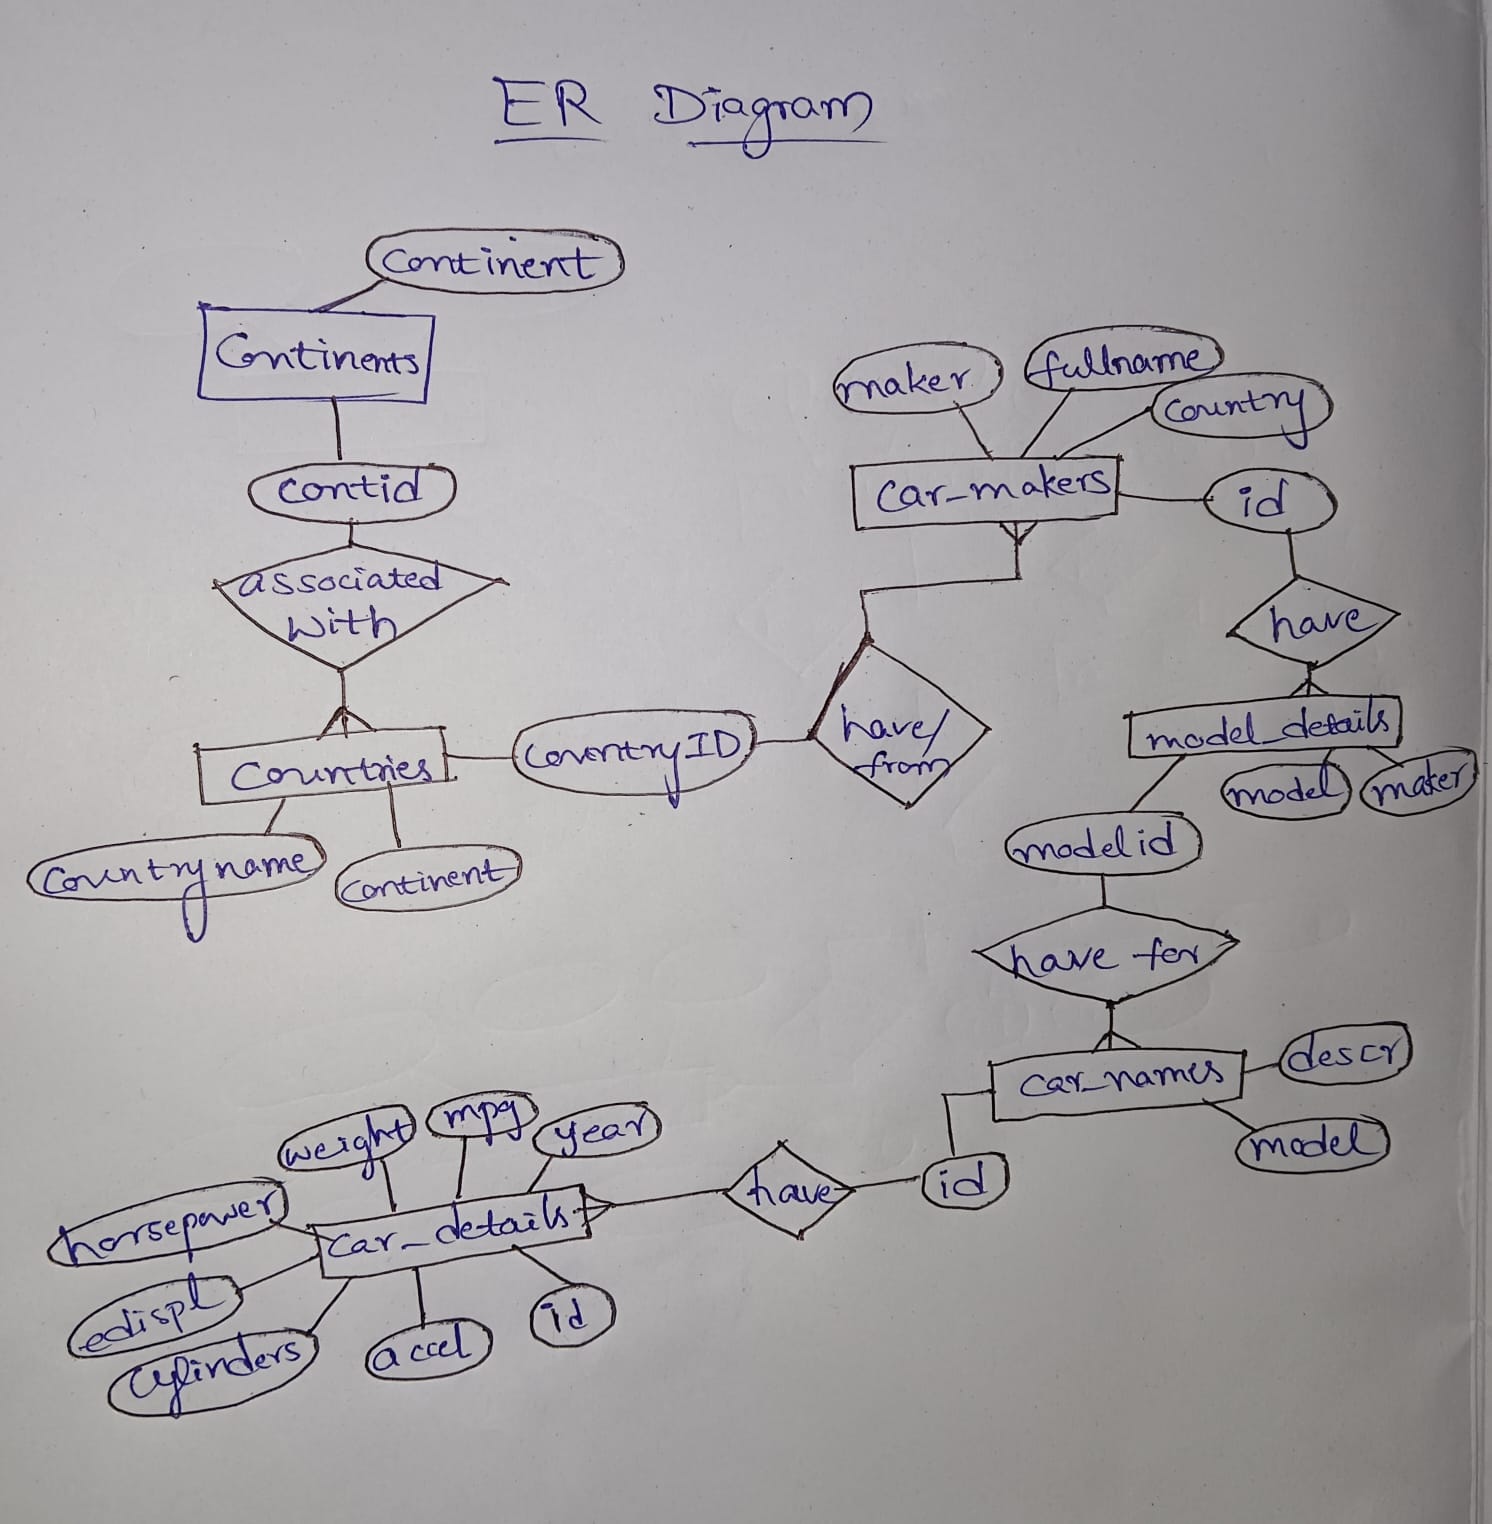 ER Diagram
Continent
Continents
contid
associated
with
Countries
CountryID
Countryname
Continent
have/
from
maker
fullname
Country
Car_makers
id
have
model_details
model
maker
modelid
have for
Car_names
descr
model
id
have
weight
mpg
year
horsepower
car_details
edispl
cylinders
accel
id